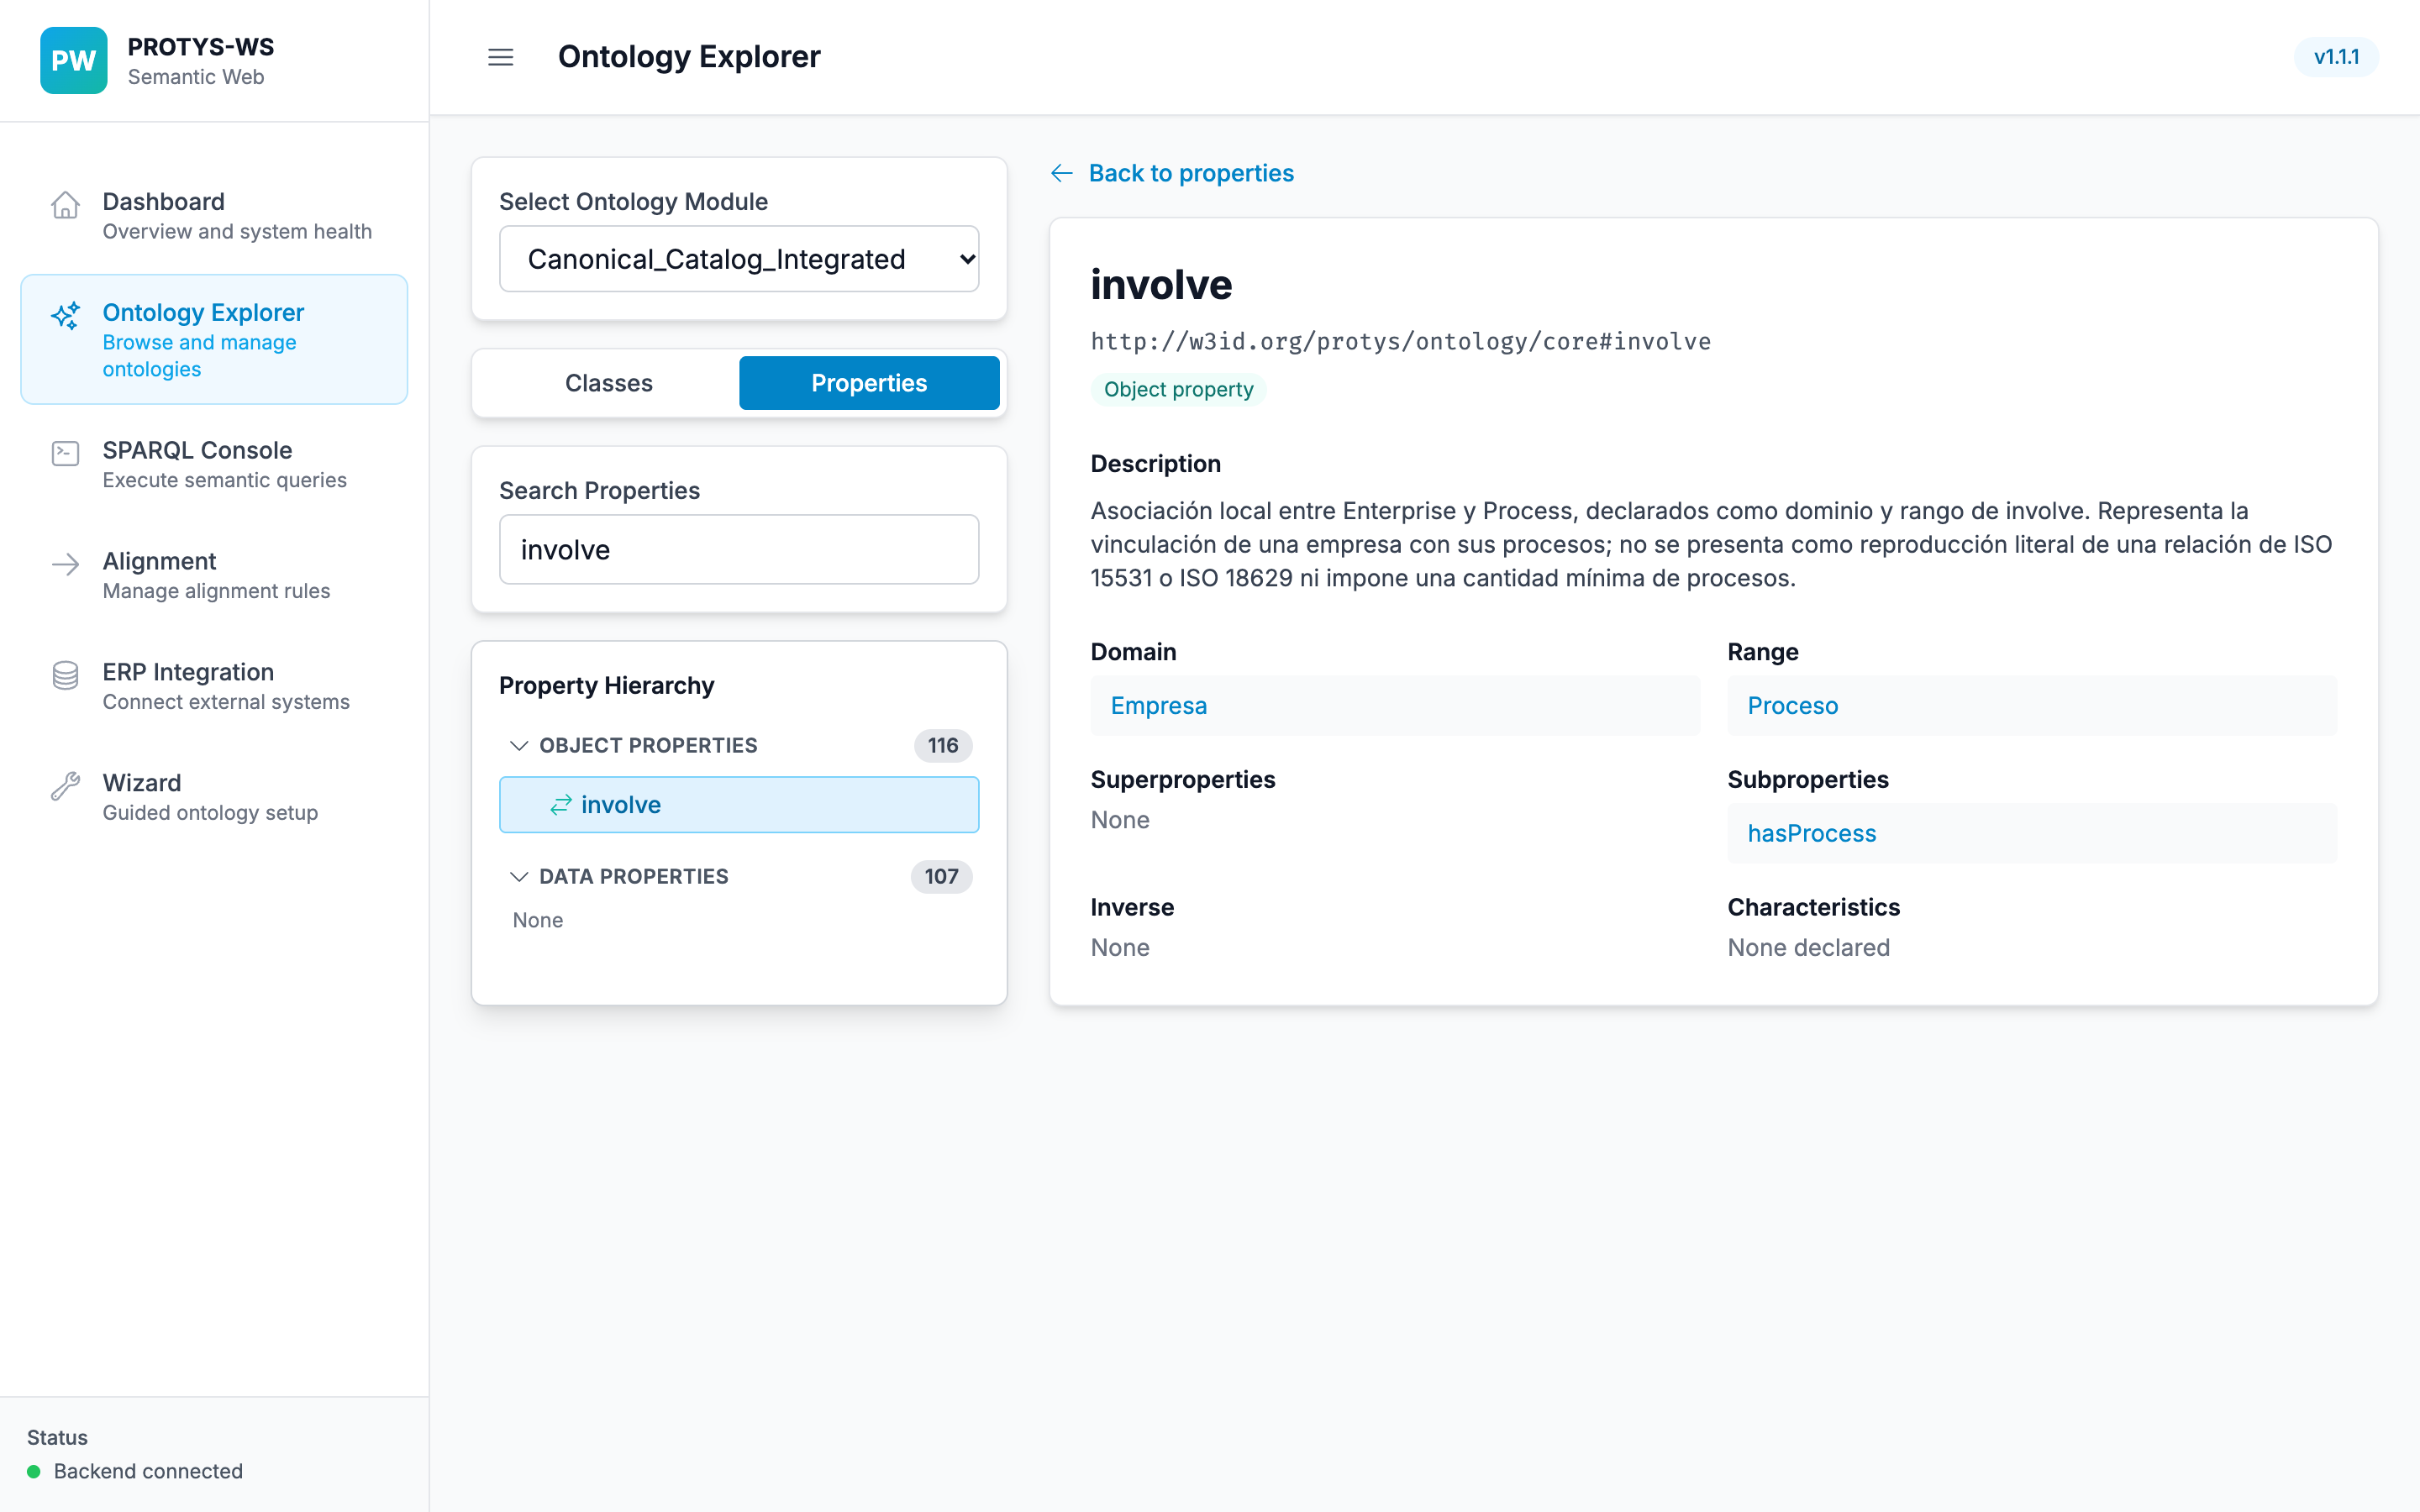 PW
PROTYS-WS
Semantic Web
Dashboard
Overview and system health
Ontology Explorer
Browse and manage
ontologies
SPARQL Console
Execute semantic queries
Alignment
Manage alignment rules
ERP Integration
Connect external systems
Wizard
Guided ontology setup
Status
Backend connected
Ontology Explorer
v1.1.1
Select Ontology Module
Canonical_Catalog_Integrated
Classes
Properties
Search Properties
involve
Property Hierarchy
OBJECT PROPERTIES 116
involve
DATA PROPERTIES 107
None
Back to properties
involve
http://w3id.org/protys/ontology/core#involve
Object property
Description
Asociación local entre Enterprise y Process, declarados como dominio y rango de involve. Representa la
vinculación de una empresa con sus procesos; no se presenta como reproducción literal de una relación de ISO
15531 o ISO 18629 ni impone una cantidad mínima de procesos.
Domain
Empresa
Range
Proceso
Superproperties
None
Subproperties
hasProcess
Inverse
None
Characteristics
None declared